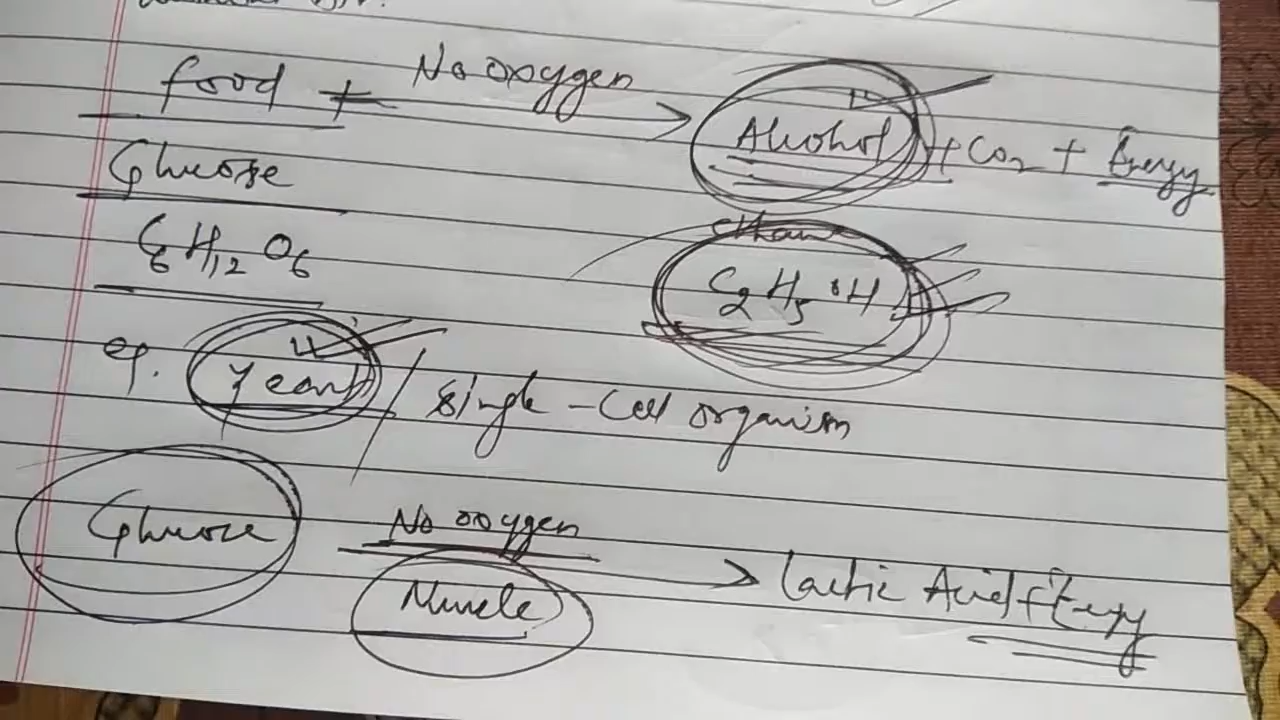 food + No oxygen → Alcohol + CO2 + Energy
Glucose
C6H12O6
C2H5OH
eg. Yeast / Single-Cell organism
Glucose No oxygen → Lactic Acid + Energy
Muscle